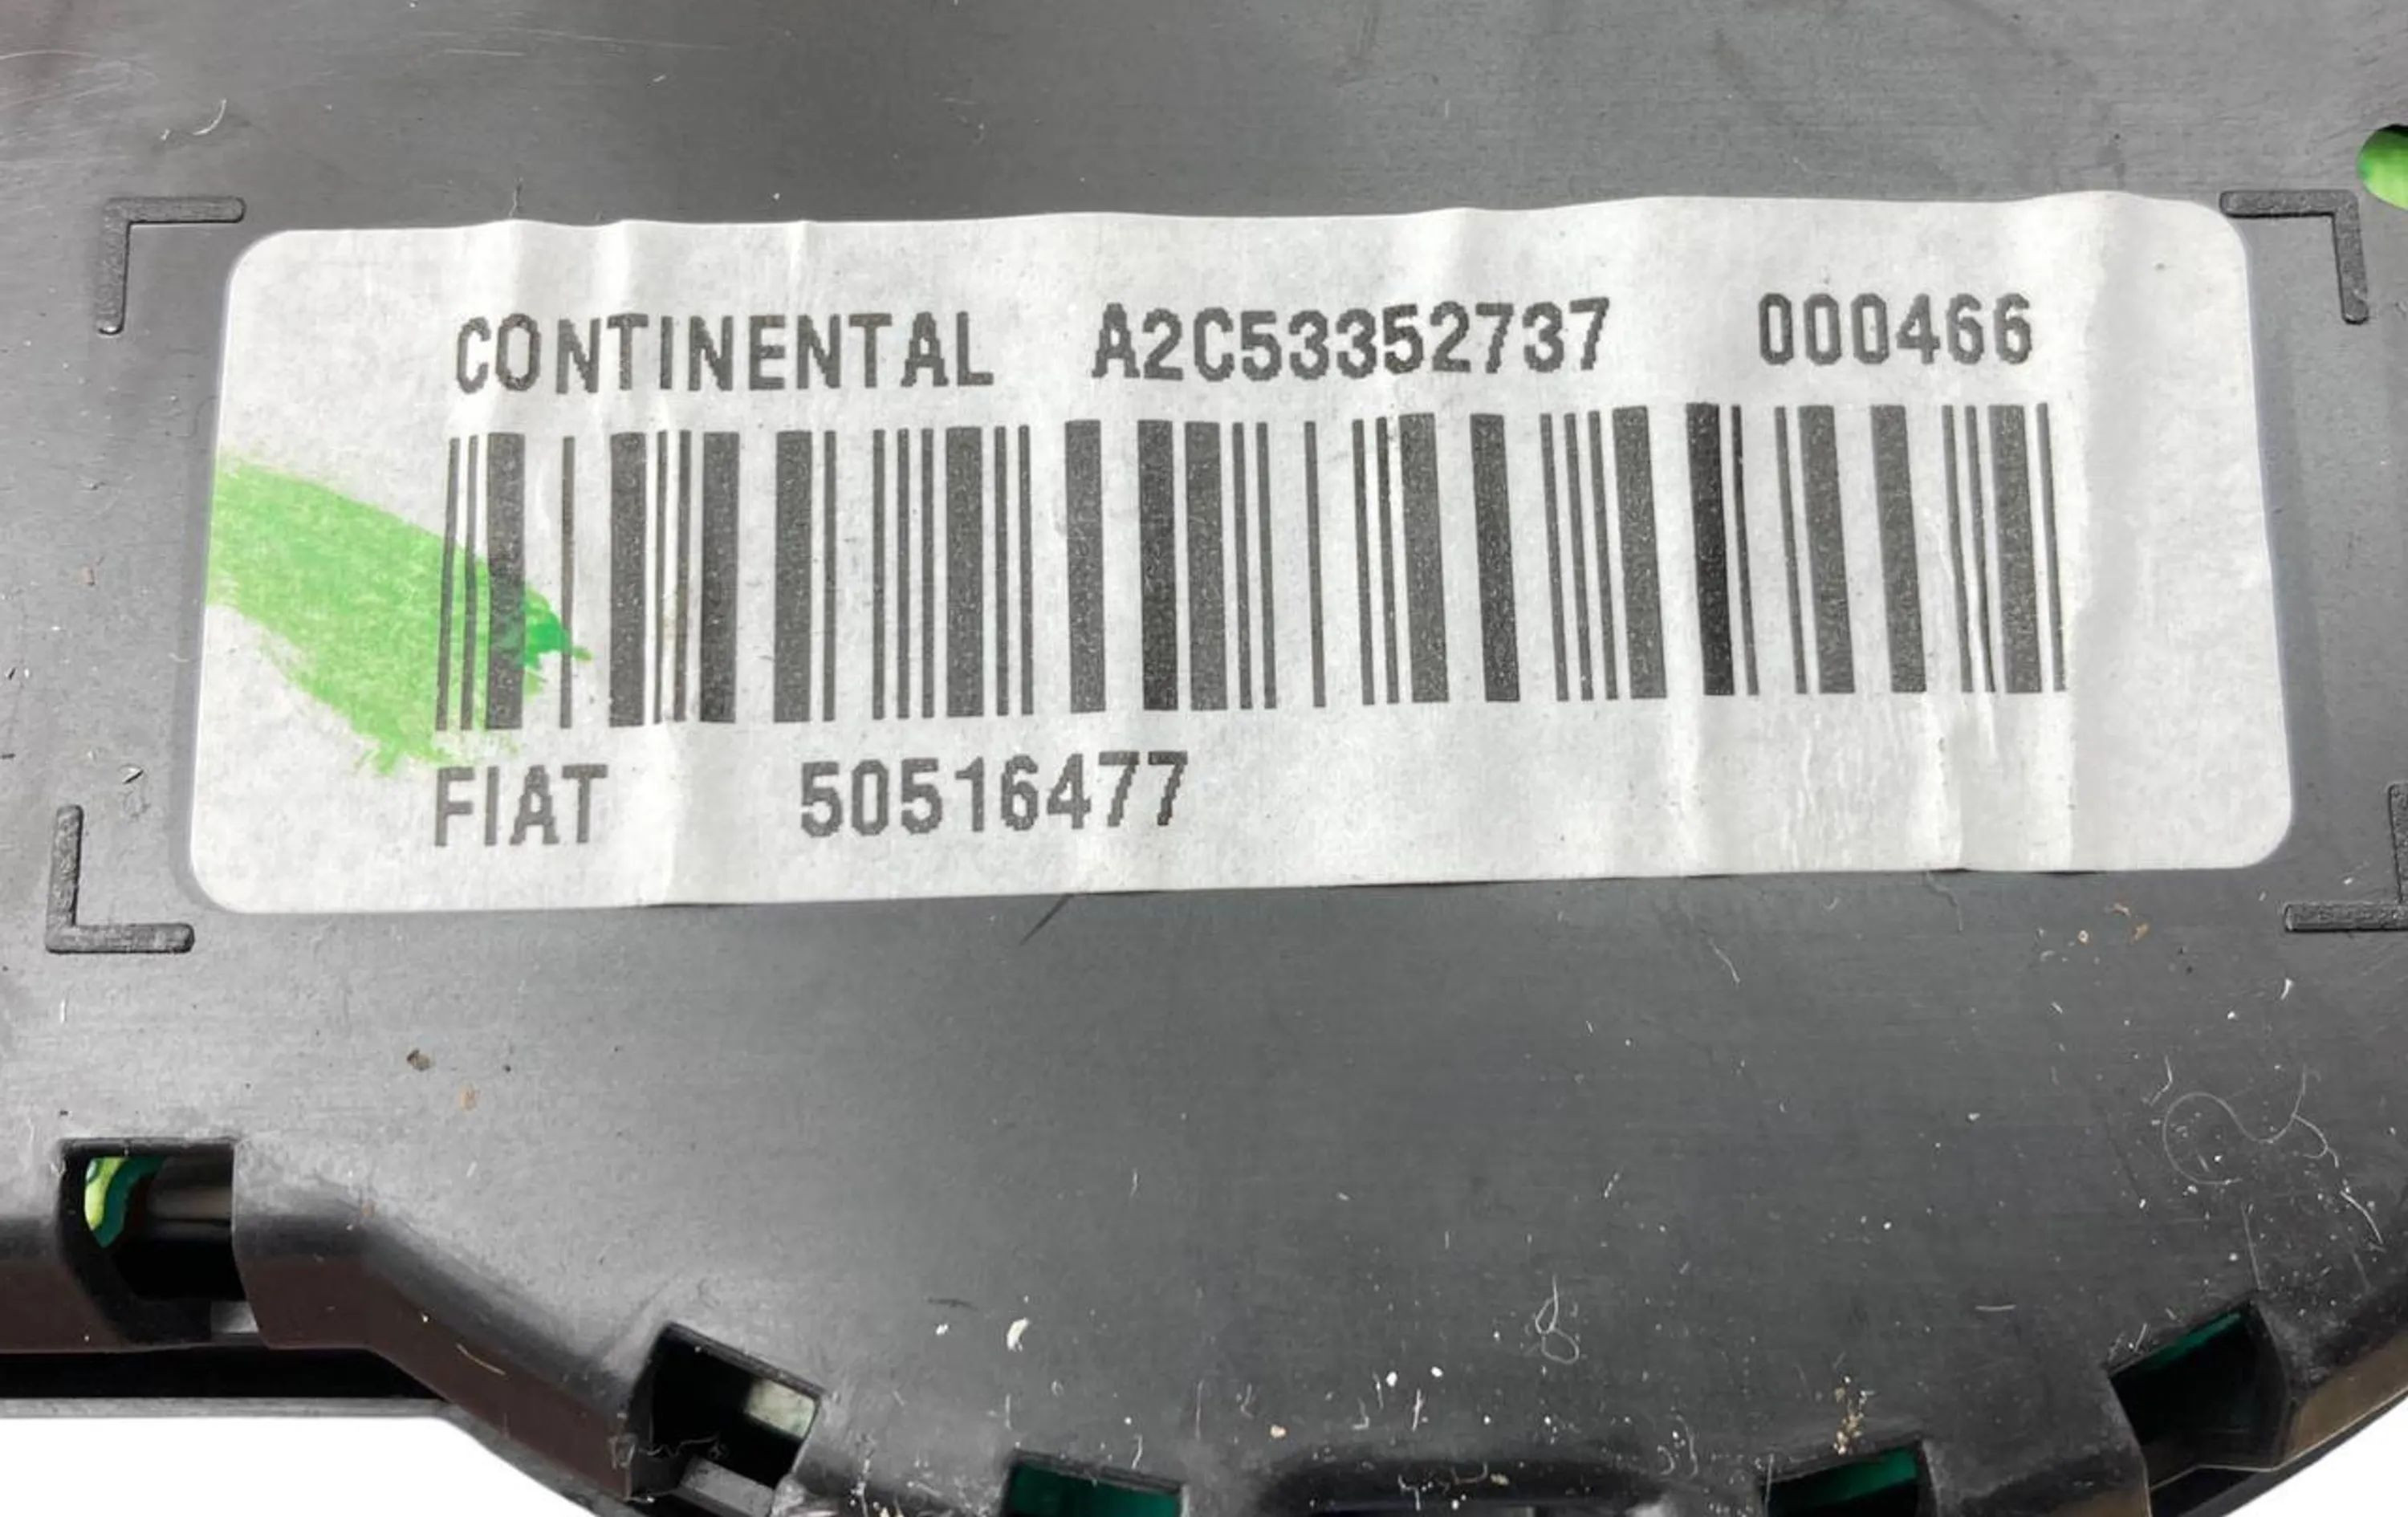 CONTINENTAL A2C53352737 000466
FIAT 50516477